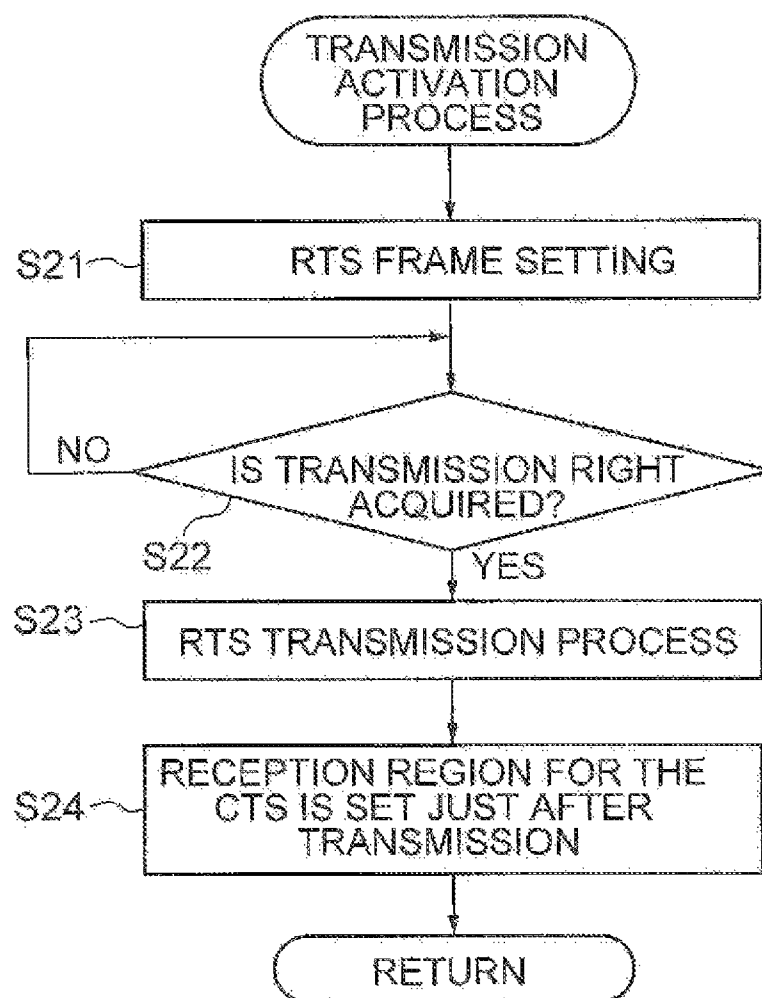 TRANSMISSION
ACTIVATION
PROCESS
S21
RTS FRAME SETTING
NO
IS TRANSMISSION RIGHT
ACQUIRED?
S22
YES
S23
RTS TRANSMISSION PROCESS
S24
RECEPTION REGION FOR THE
CTS IS SET JUST AFTER
TRANSMISSION
RETURN